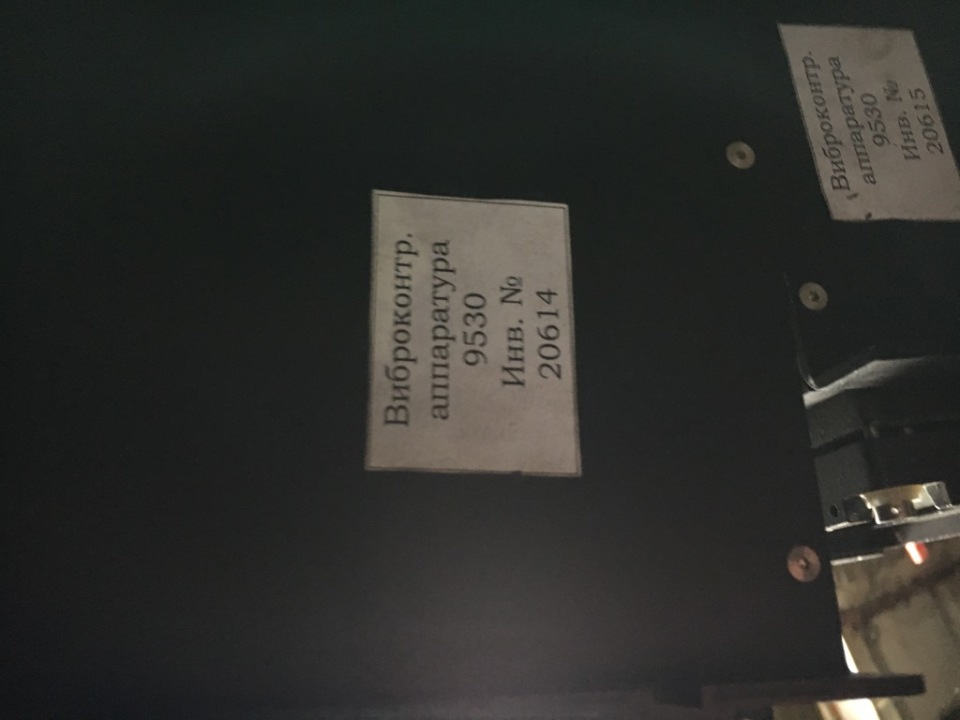 Виброконтр.
аппаратура
9530
Инв. №
20614
Виброконтр.
аппаратура
9530
Инв. №
20615